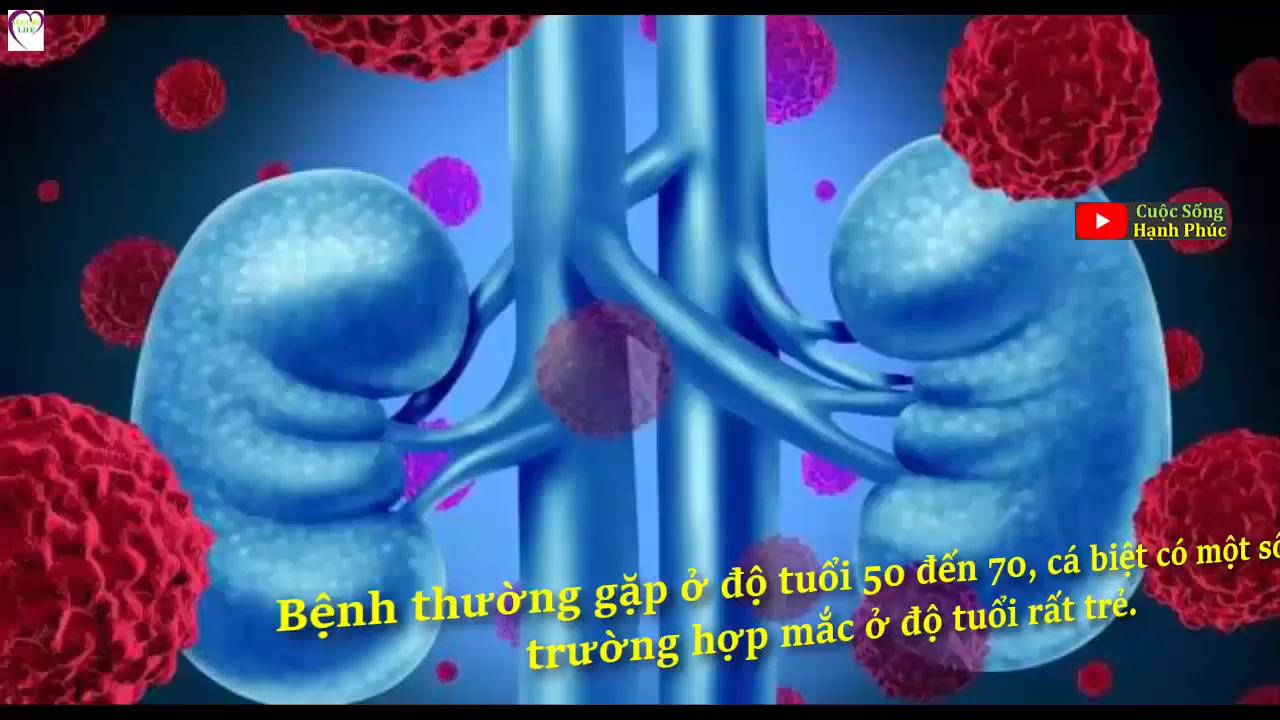 Cuộc Sống
Hạnh Phúc
Bệnh thường gặp ở độ tuổi 50 đến 70, cá biệt có một số
trường hợp mắc ở độ tuổi rất trẻ.